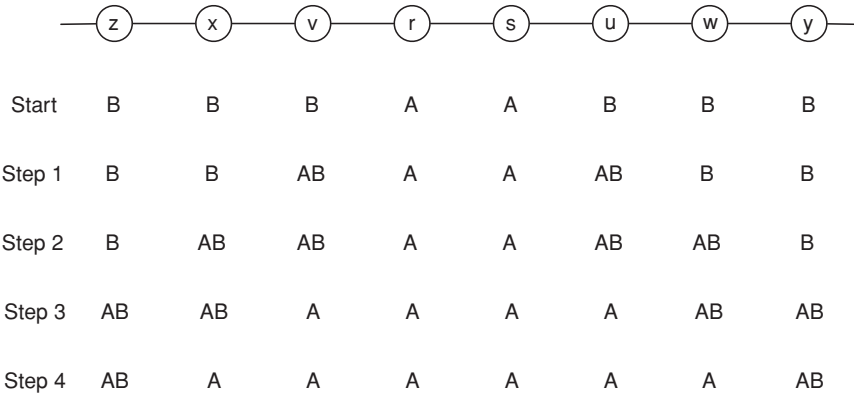 z x v r s u w y
Start B B B A A B B B
Step 1 B B AB A A AB B B
Step 2 B AB AB A A AB AB B
Step 3 AB AB A A A A AB AB
Step 4 AB A A A A A A AB